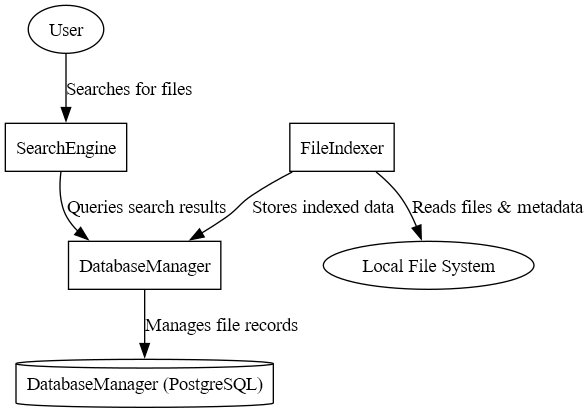 User
Searches for files
SearchEngine
FileIndexer
Queries search results
Stores indexed data
Reads files & metadata
DatabaseManager
Local File System
Manages file records
DatabaseManager (PostgreSQL)